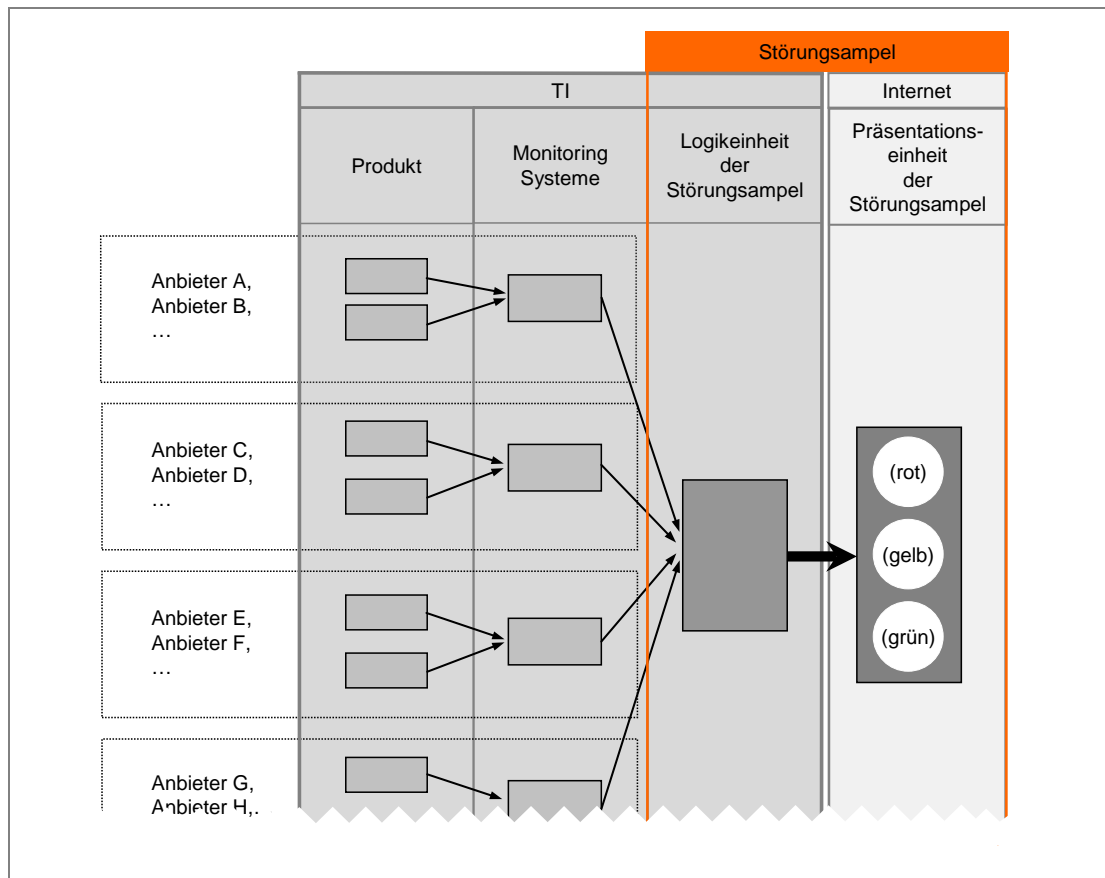 Störungsampel
TI
Internet
Produkt
Monitoring
Systeme
Logikeinheit
der
Störungsampel
Präsentations-
einheit
der
Störungsampel
Anbieter A,
Anbieter B,
…
Anbieter C,
Anbieter D,
…
Anbieter E,
Anbieter F,
…
Anbieter G,
Anbieter H,.
(rot)
(gelb)
(grün)